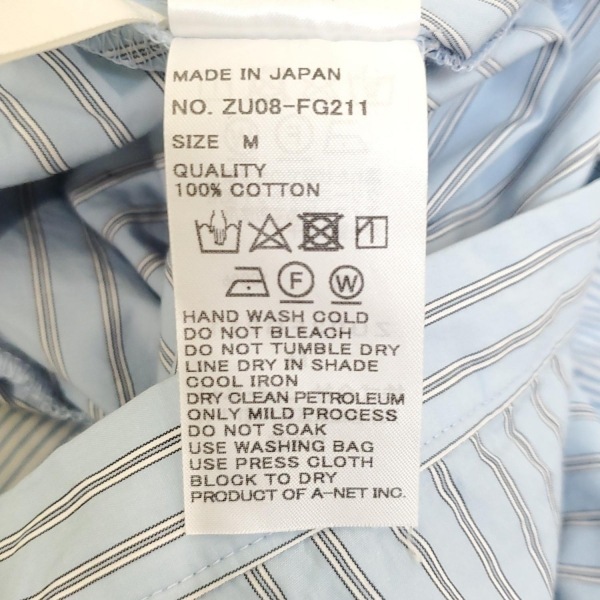 MADE IN JAPAN
NO. ZU08-FG211
SIZE M
QUALITY
100% COTTON
F W
HAND WASH COLD
DO NOT BLEACH
DO NOT TUMBLE DRY
LINE DRY IN SHADE
COOL IRON
DRY CLEAN PETROLEUM
ONLY MILD PROCESS
DO NOT SOAK
USE WASHING BAG
USE PRESS CLOTH
BLOCK TO DRY
PRODUCT OF A-NET INC.